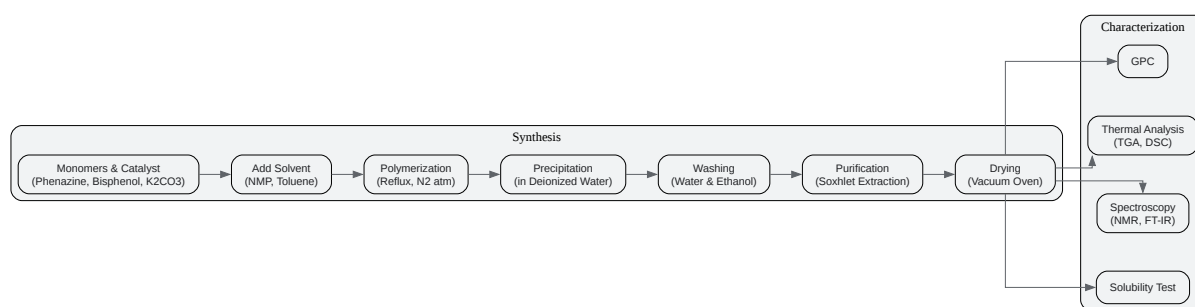 Synthesis
Monomers & Catalyst
(Phenazine, Bisphenol, K2CO3)
Add Solvent
(NMP, Toluene)
Polymerization
(Reflux, N2 atm)
Precipitation
(in Deionized Water)
Washing
(Water & Ethanol)
Purification
(Soxhlet Extraction)
Drying
(Vacuum Oven)
Characterization
GPC
Thermal Analysis
(TGA, DSC)
Spectroscopy
(NMR, FT-IR)
Solubility Test